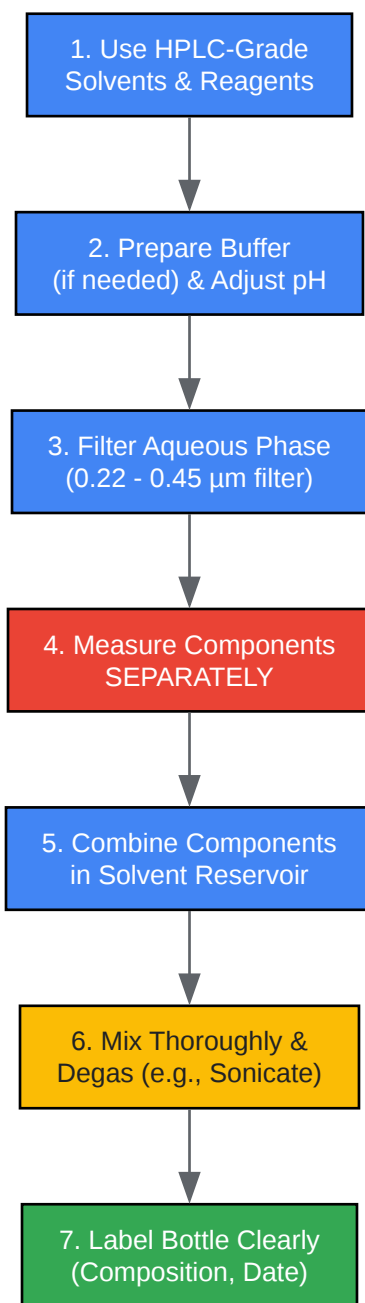 1. Use HPLC-Grade
Solvents & Reagents
2. Prepare Buffer
(if needed) & Adjust pH
3. Filter Aqueous Phase
(0.22 - 0.45 µm filter)
4. Measure Components
SEPARATELY
5. Combine Components
in Solvent Reservoir
6. Mix Thoroughly &
Degas (e.g., Sonicate)
7. Label Bottle Clearly
(Composition, Date)